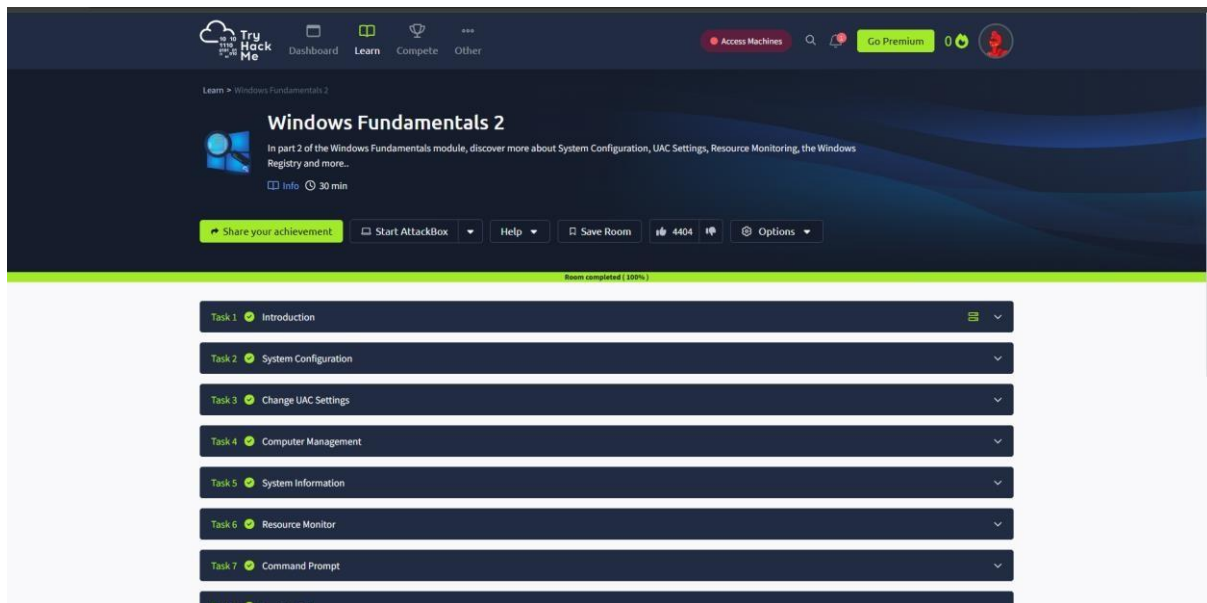 Try
Hack
Me
Dashboard
Learn
Compete
Other
Access Machines
Go Premium
0
Learn > Windows Fundamentals 2
Windows Fundamentals 2
In part 2 of the Windows Fundamentals module, discover more about System Configuration, UAC Settings, Resource Monitoring, the Windows
Registry and more..
Info 30 min
Share your achievement
Start AttackBox
Help
Save Room
4404
Options
Room completed ( 100% )
Task 1 Introduction
Task 2 System Configuration
Task 3 Change UAC Settings
Task 4 Computer Management
Task 5 System Information
Task 6 Resource Monitor
Task 7 Command Prompt